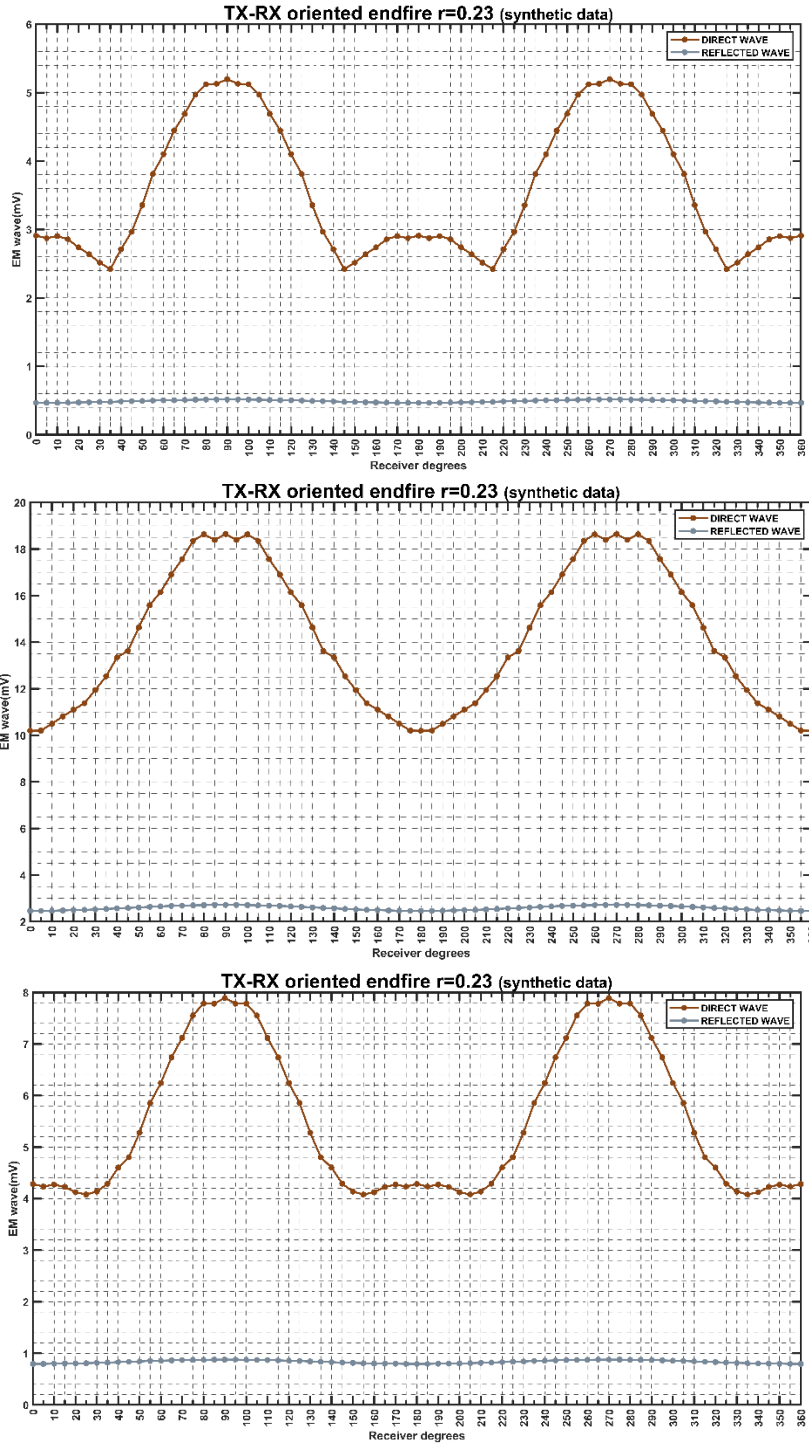 TX-RX oriented endfire r=0.23 (synthetic data)
DIRECT WAVE
REFLECTED WAVE
6
5
4
3
2
1
0
EM wave(mV)
0 10 20 30 40 50 60 70 80 90 100 110 120 130 140 150 160 170 180 190 200 210 220 230 240 250 260 270 280 290 300 310 320 330 340 350 360
Receiver degrees
TX-RX oriented endfire r=0.23 (synthetic data)
DIRECT WAVE
REFLECTED WAVE
20
18
16
14
12
10
8
6
4
2
EM wave(mV)
0 10 20 30 40 50 60 70 80 90 100 110 120 130 140 150 160 170 180 190 200 210 220 230 240 250 260 270 280 290 300 310 320 330 340 350 36
Receiver degrees
TX-RX oriented endfire r=0.23 (synthetic data)
DIRECT WAVE
REFLECTED WAVE
8
7
6
5
4
3
2
1
0
EM wave(mV)
0 10 20 30 40 50 60 70 80 90 100 110 120 130 140 150 160 170 180 190 200 210 220 230 240 250 260 270 280 290 300 310 320 330 340 350 360
Receiver degrees